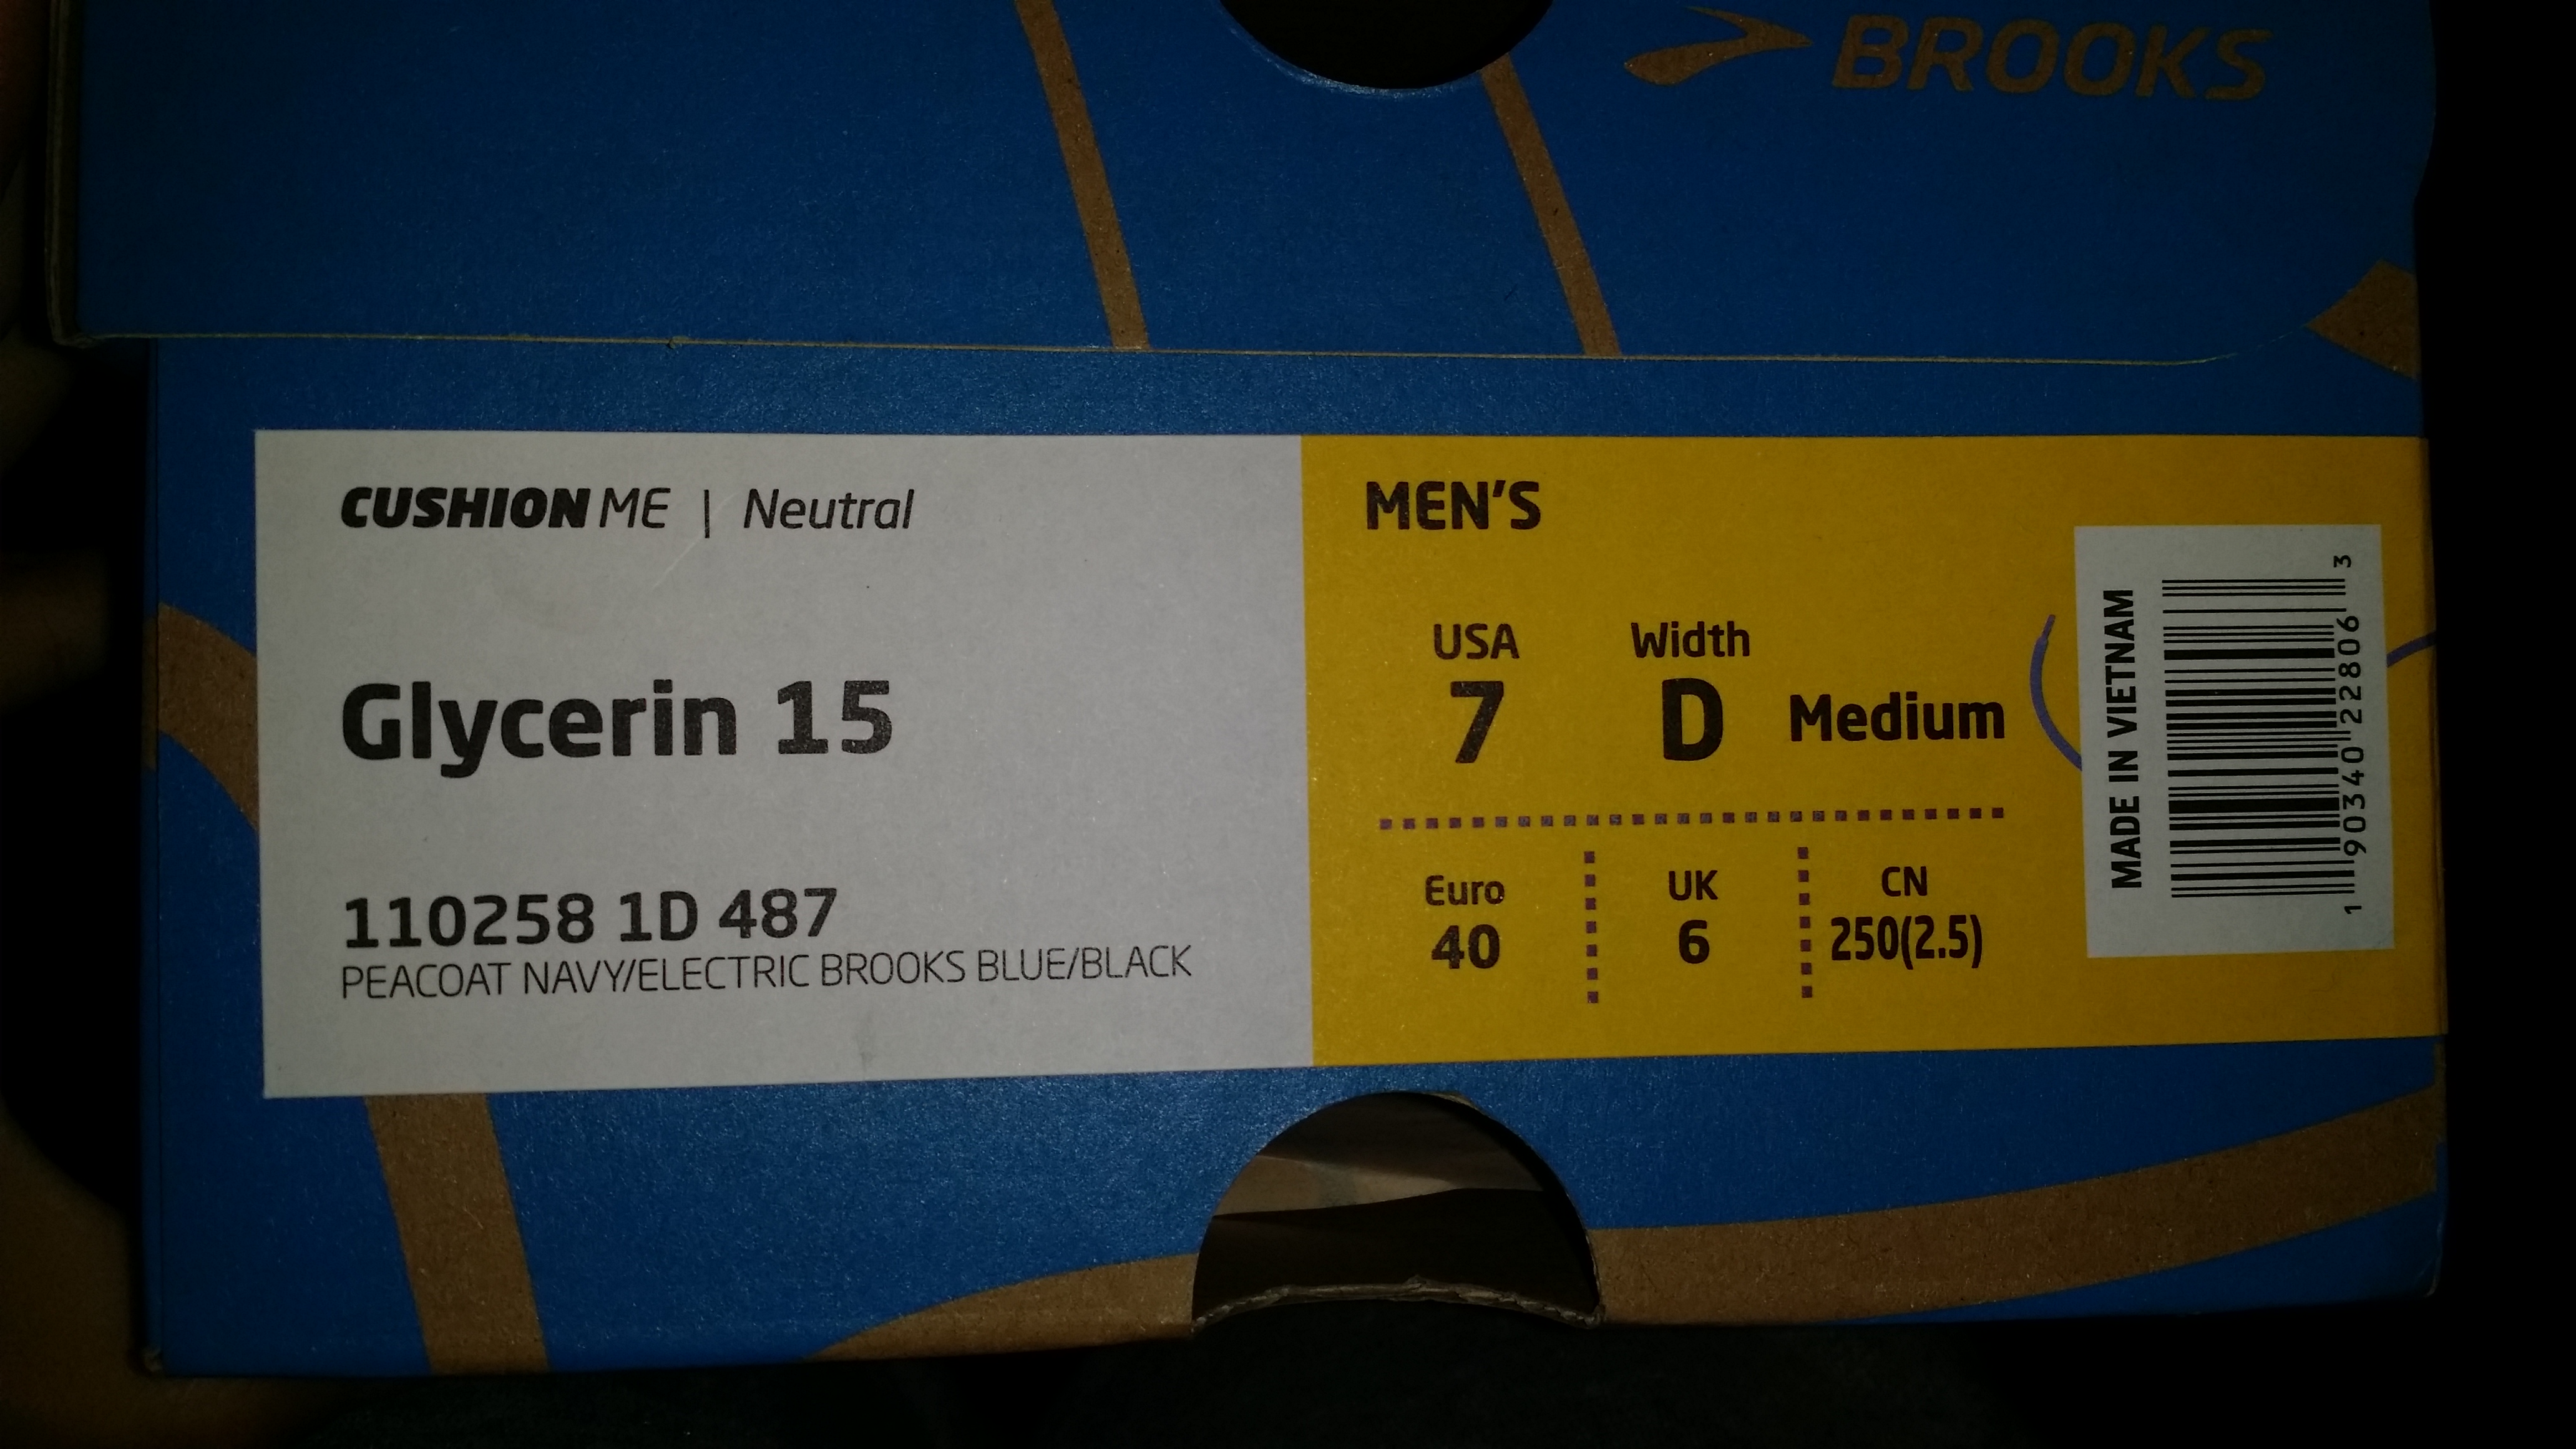 BROOKS
CUSHION ME | Neutral
Glycerin 15
110258 1D 487
PEACOAT NAVY/ELECTRIC BROOKS BLUE/BLACK
MEN'S
USA Width
7 D Medium
Euro UK CN
40 6 250(2.5)
MADE IN VIETNAM
1 90340 22806 3